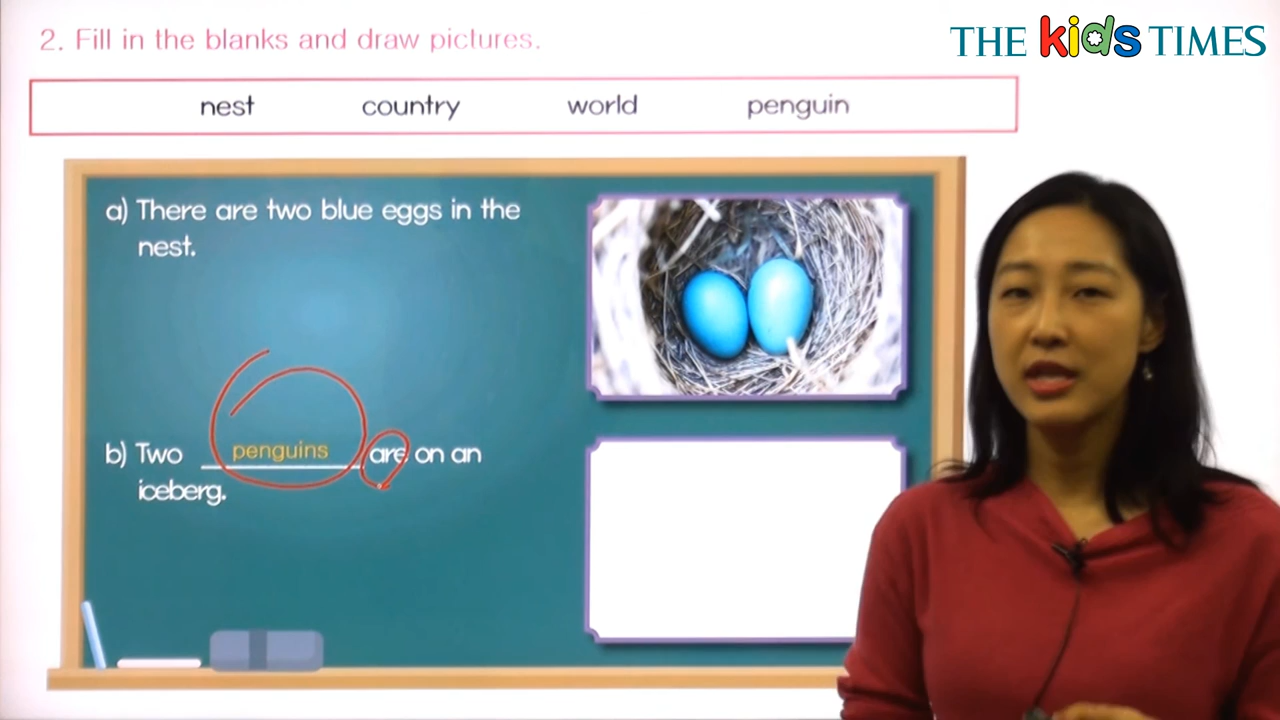 2. Fill in the blanks and draw pictures.
THE kids TIMES
nest country world penguin
a) There are two blue eggs in the
nest.
b) Two penguins are on an
iceberg.